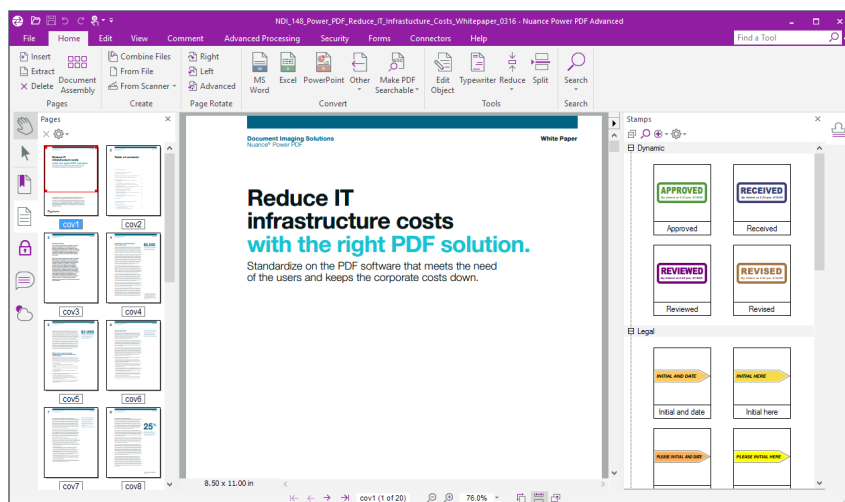 NDI_148_Power_PDF_Reduce_IT_Infrastucture_Costs_Whitepaper_0316 - Nuance Power PDF Advanced
File Home Edit View Comment Advanced Processing Security Forms Connectors Help Find a Tool
Insert
Extract
Delete
Document Assembly
Pages
Combine Files
From File
From Scanner
Create
Right
Left
Advanced
Page Rotate
MS Word
Excel
PowerPoint
Other
Make PDF Searchable
Convert
Edit Object
Typewriter
Reduce
Split
Tools
Search
Search
Pages
cov1 cov2
cov3 cov4
cov5 cov6
25%
cov7 cov8
Document Imaging Solutions
Nuance® Power PDF
White Paper
Reduce IT
infrastructure costs
with the right PDF solution.
Standardize on the PDF software that meets the need
of the users and keeps the corporate costs down.
8.50 x 11.00 in
cov1 (1 of 20) 76.0%
Stamps
Dynamic
APPROVED RECEIVED
Approved Received
REVIEWED REVISED
Reviewed Revised
Legal
INITIAL AND DATE INITIAL HERE
Initial and date Initial here
PLEASE INITIAL AND DATE PLEASE INITIAL HERE